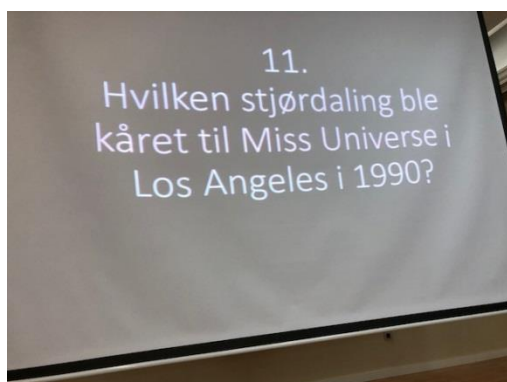 11.
Hvilken stjørdaling ble
kåret til Miss Universe i
Los Angeles i 1990?